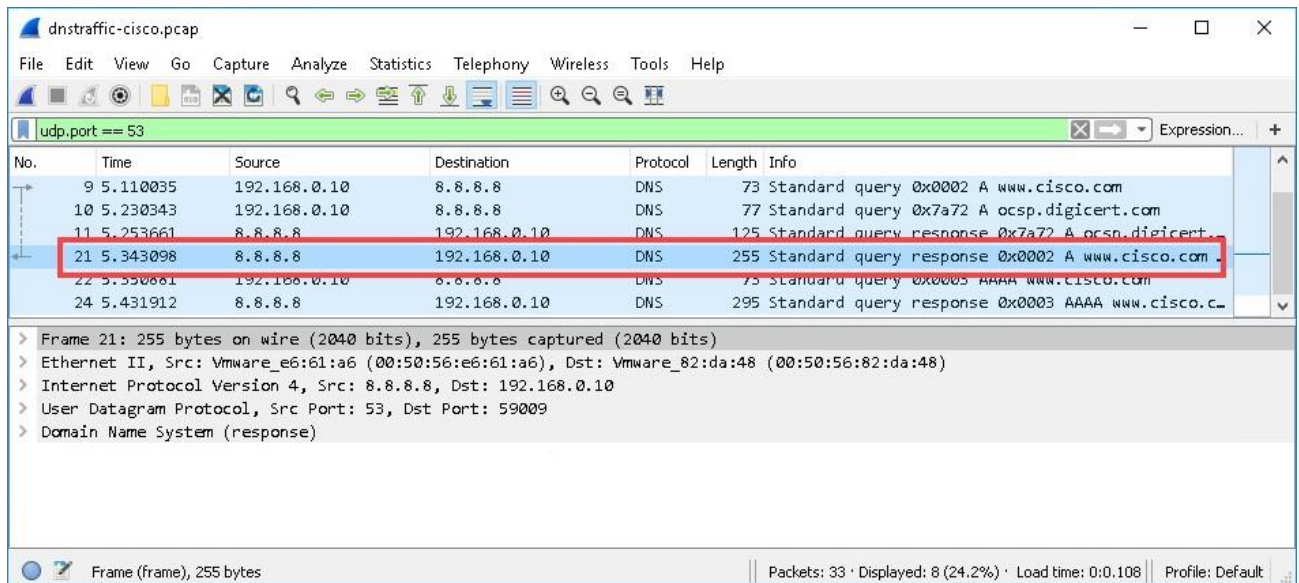 dnstraffic-cisco.pcap
File Edit View Go Capture Analyze Statistics Telephony Wireless Tools Help
udp.port == 53 Expression... +
No. Time Source Destination Protocol Length Info
9 5.110035 192.168.0.10 8.8.8.8 DNS 73 Standard query 0x0002 A www.cisco.com
10 5.230343 192.168.0.10 8.8.8.8 DNS 77 Standard query 0x7a72 A ocsp.digicert.com
11 5.253661 8.8.8.8 192.168.0.10 DNS 125 Standard query response 0x7a72 A ocsp.digicert.…
21 5.343098 8.8.8.8 192.168.0.10 DNS 255 Standard query response 0x0002 A www.cisco.com …
22 192.168.0.10 8.8.8.8 DNS 75 Standard query 0x0003 AAAA www.cisco.com
24 5.431912 8.8.8.8 192.168.0.10 DNS 295 Standard query response 0x0003 AAAA www.cisco.c…
> Frame 21: 255 bytes on wire (2040 bits), 255 bytes captured (2040 bits)
> Ethernet II, Src: Vmware_e6:61:a6 (00:50:56:e6:61:a6), Dst: Vmware_82:da:48 (00:50:56:82:da:48)
> Internet Protocol Version 4, Src: 8.8.8.8, Dst: 192.168.0.10
> User Datagram Protocol, Src Port: 53, Dst Port: 59009
> Domain Name System (response)
Frame (frame), 255 bytes Packets: 33 · Displayed: 8 (24.2%) · Load time: 0:0.108 Profile: Default